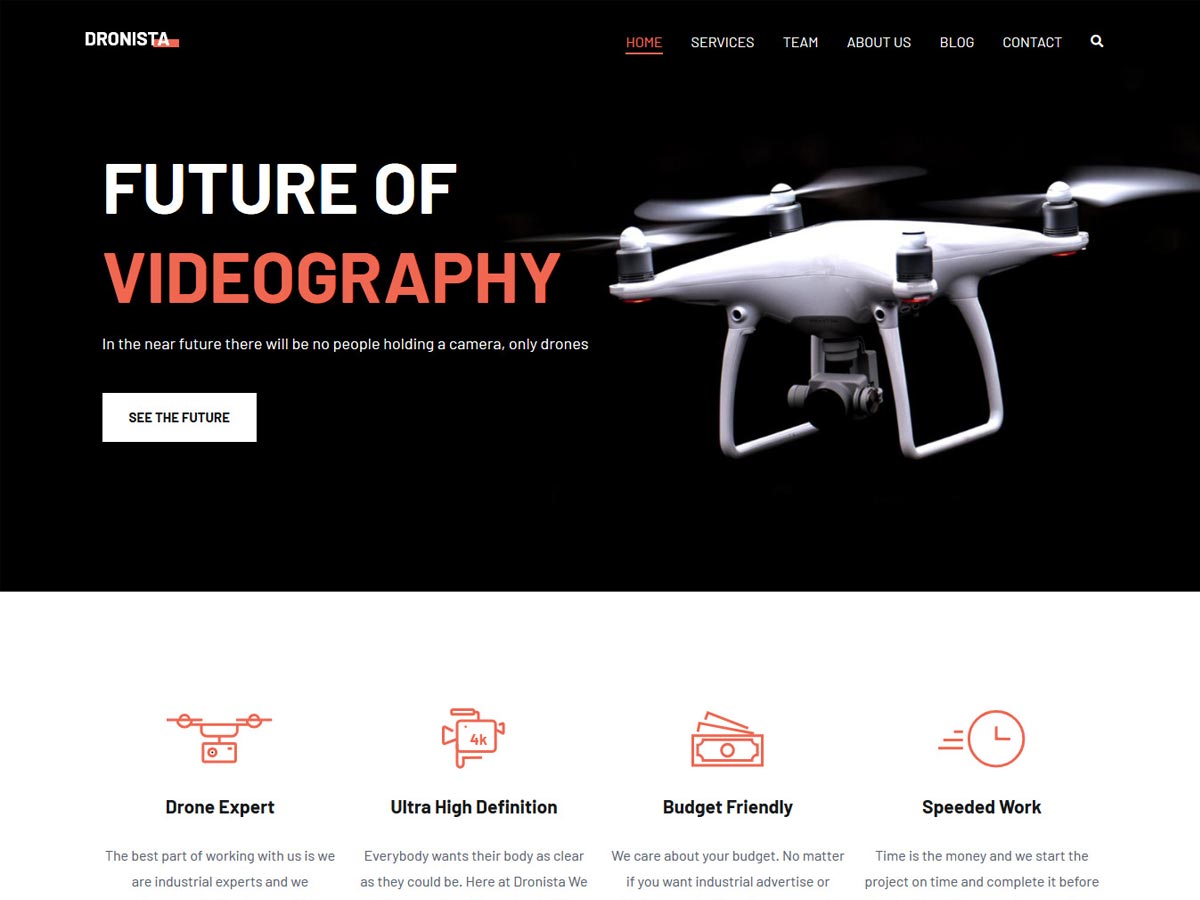 DRONISTA
HOME SERVICES TEAM ABOUT US BLOG CONTACT
FUTURE OF
VIDEOGRAPHY
In the near future there will be no people holding a camera, only drones
SEE THE FUTURE
4k
Drone Expert
The best part of working with us is we
are industrial experts and we
Ultra High Definition
Everybody wants their body as clear
as they could be. Here at Dronista We
Budget Friendly
We care about your budget. No matter
if you want industrial advertise or
Speeded Work
Time is the money and we start the
project on time and complete it before